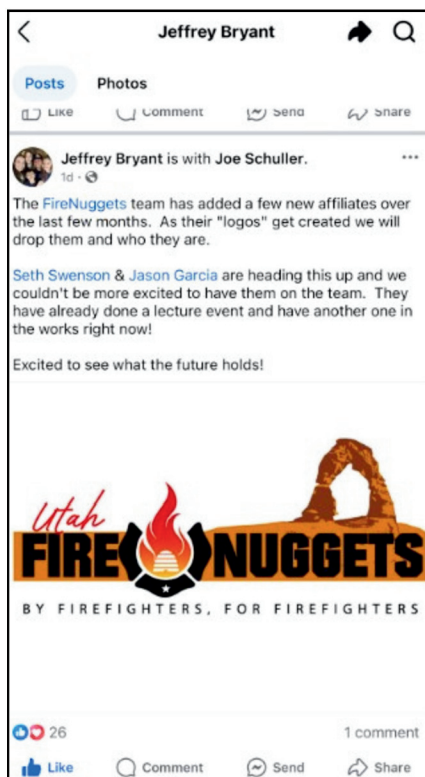 Jeffrey Bryant
Posts Photos
Like Comment Send Share
Jeffrey Bryant is with Joe Schuller.
1d ·
The FireNuggets team has added a few new affiliates over
the last few months. As their "logos" get created we will
drop them and who they are.
Seth Swenson & Jason Garcia are heading this up and we
couldn't be more excited to have them on the team. They
have already done a lecture event and have another one in
the works right now!
Excited to see what the future holds!
Utah
FIRE NUGGETS
BY FIREFIGHTERS, FOR FIREFIGHTERS
26 1 comment
Like Comment Send Share